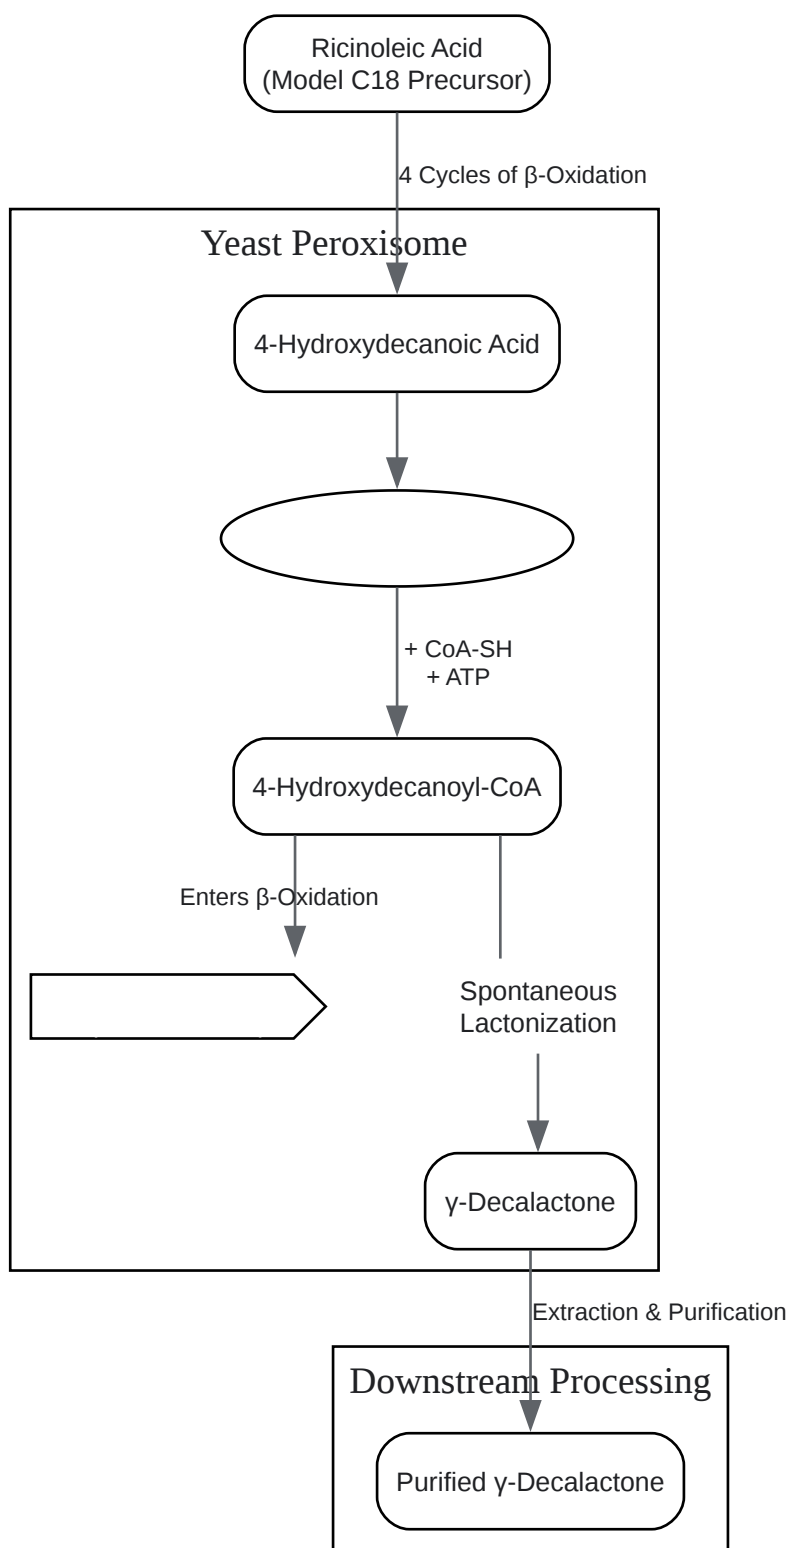 Ricinoleic Acid
(Model C18 Precursor)
4 Cycles of β-Oxidation
Yeast Peroxisome
4-Hydroxydecanoic Acid
+ CoA-SH
+ ATP
4-Hydroxydecanoyl-CoA
Enters β-Oxidation
Spontaneous
Lactonization
γ-Decalactone
Extraction & Purification
Downstream Processing
Purified γ-Decalactone